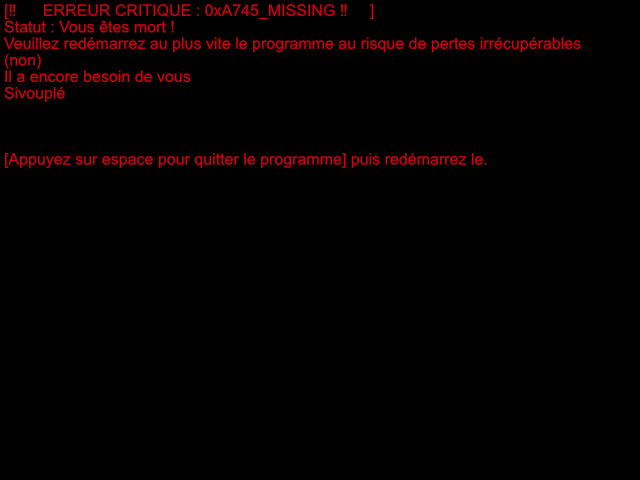 [‼ ERREUR CRITIQUE : 0xA745_MISSING ‼ ]
Statut : Vous êtes mort !
Veuillez redémarrez au plus vite le programme au risque de pertes irrécupérables
(non)
Il a encore besoin de vous
Sivouplé
[Appuyez sur espace pour quitter le programme] puis redémarrez le.